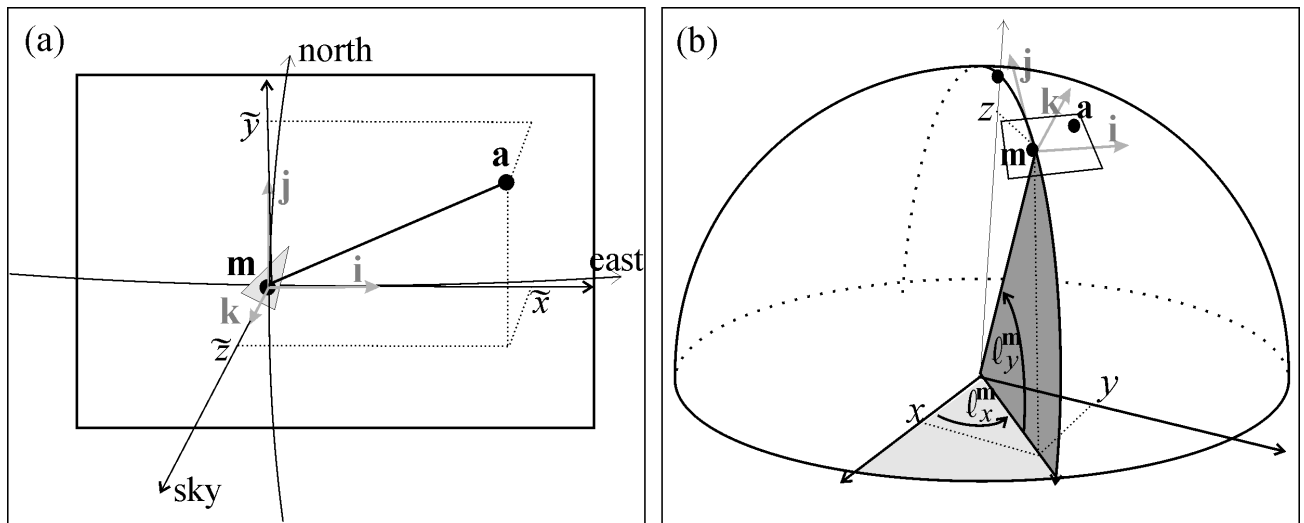 (a)
north
ỹ
a
j
m
i
east
k
x̃
z̃
sky
(b)
j
k
z
a
m
i
ℓ_y^m
x
ℓ_x^m
y